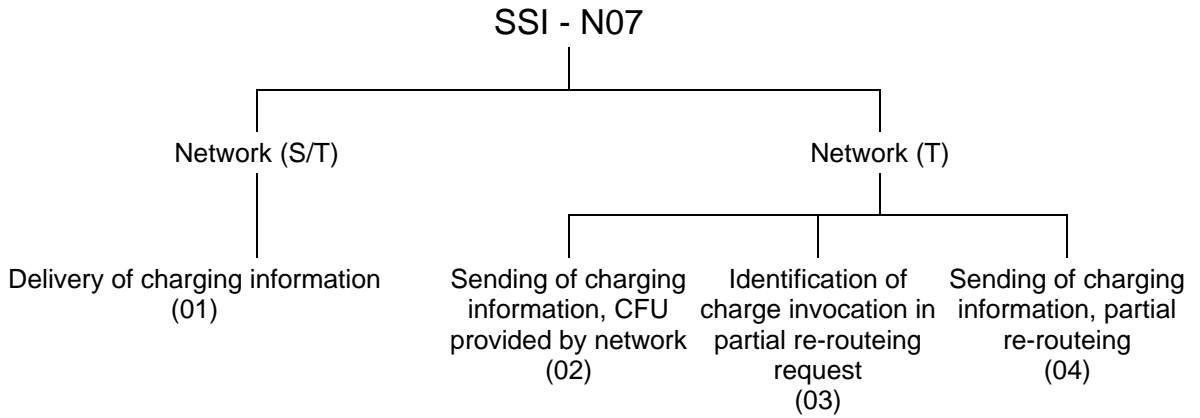 SSI - N07
Network (S/T)
Network (T)
Delivery of charging information
(01)
Sending of charging
information, CFU
provided by network
(02)
Identification of
charge invocation in
partial re-routeing
request
(03)
Sending of charging
information, partial
re-routeing
(04)